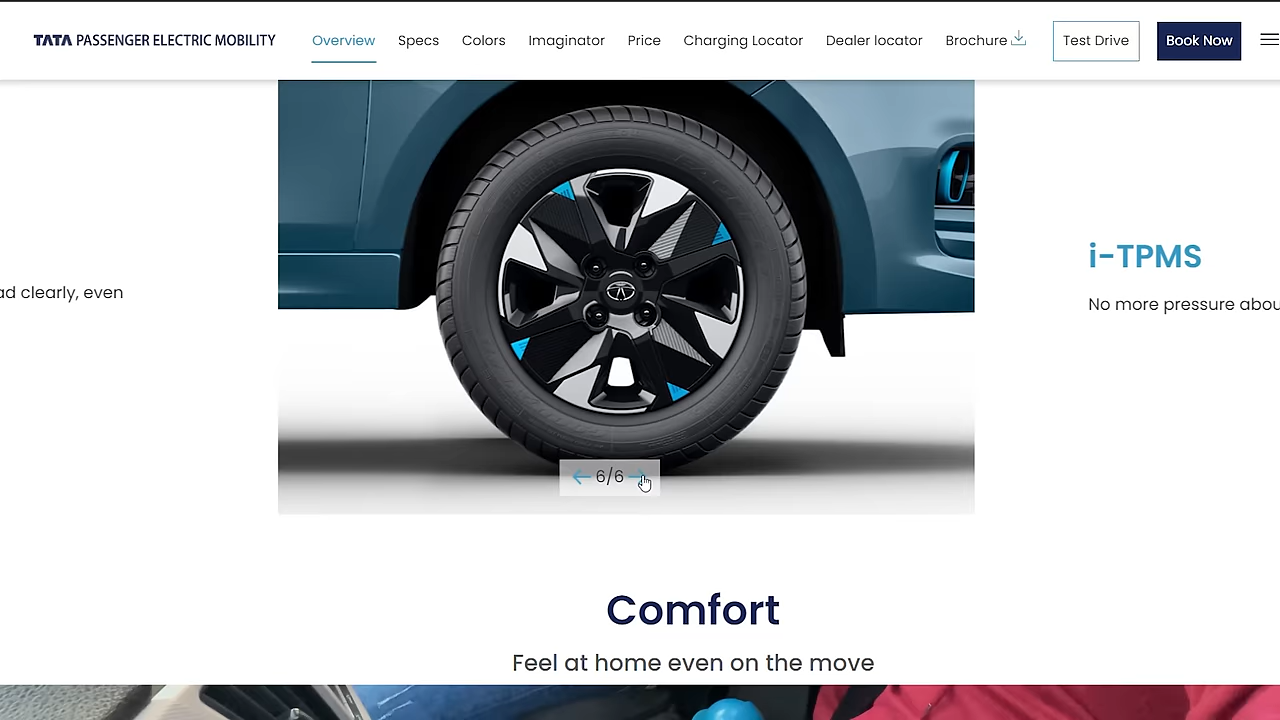 TATA PASSENGER ELECTRIC MOBILITY
Overview
Specs
Colors
Imaginator
Price
Charging Locator
Dealer locator
Brochure
Test Drive
Book Now
ad clearly, even
i-TPMS
No more pressure abou
6/6
Comfort
Feel at home even on the move